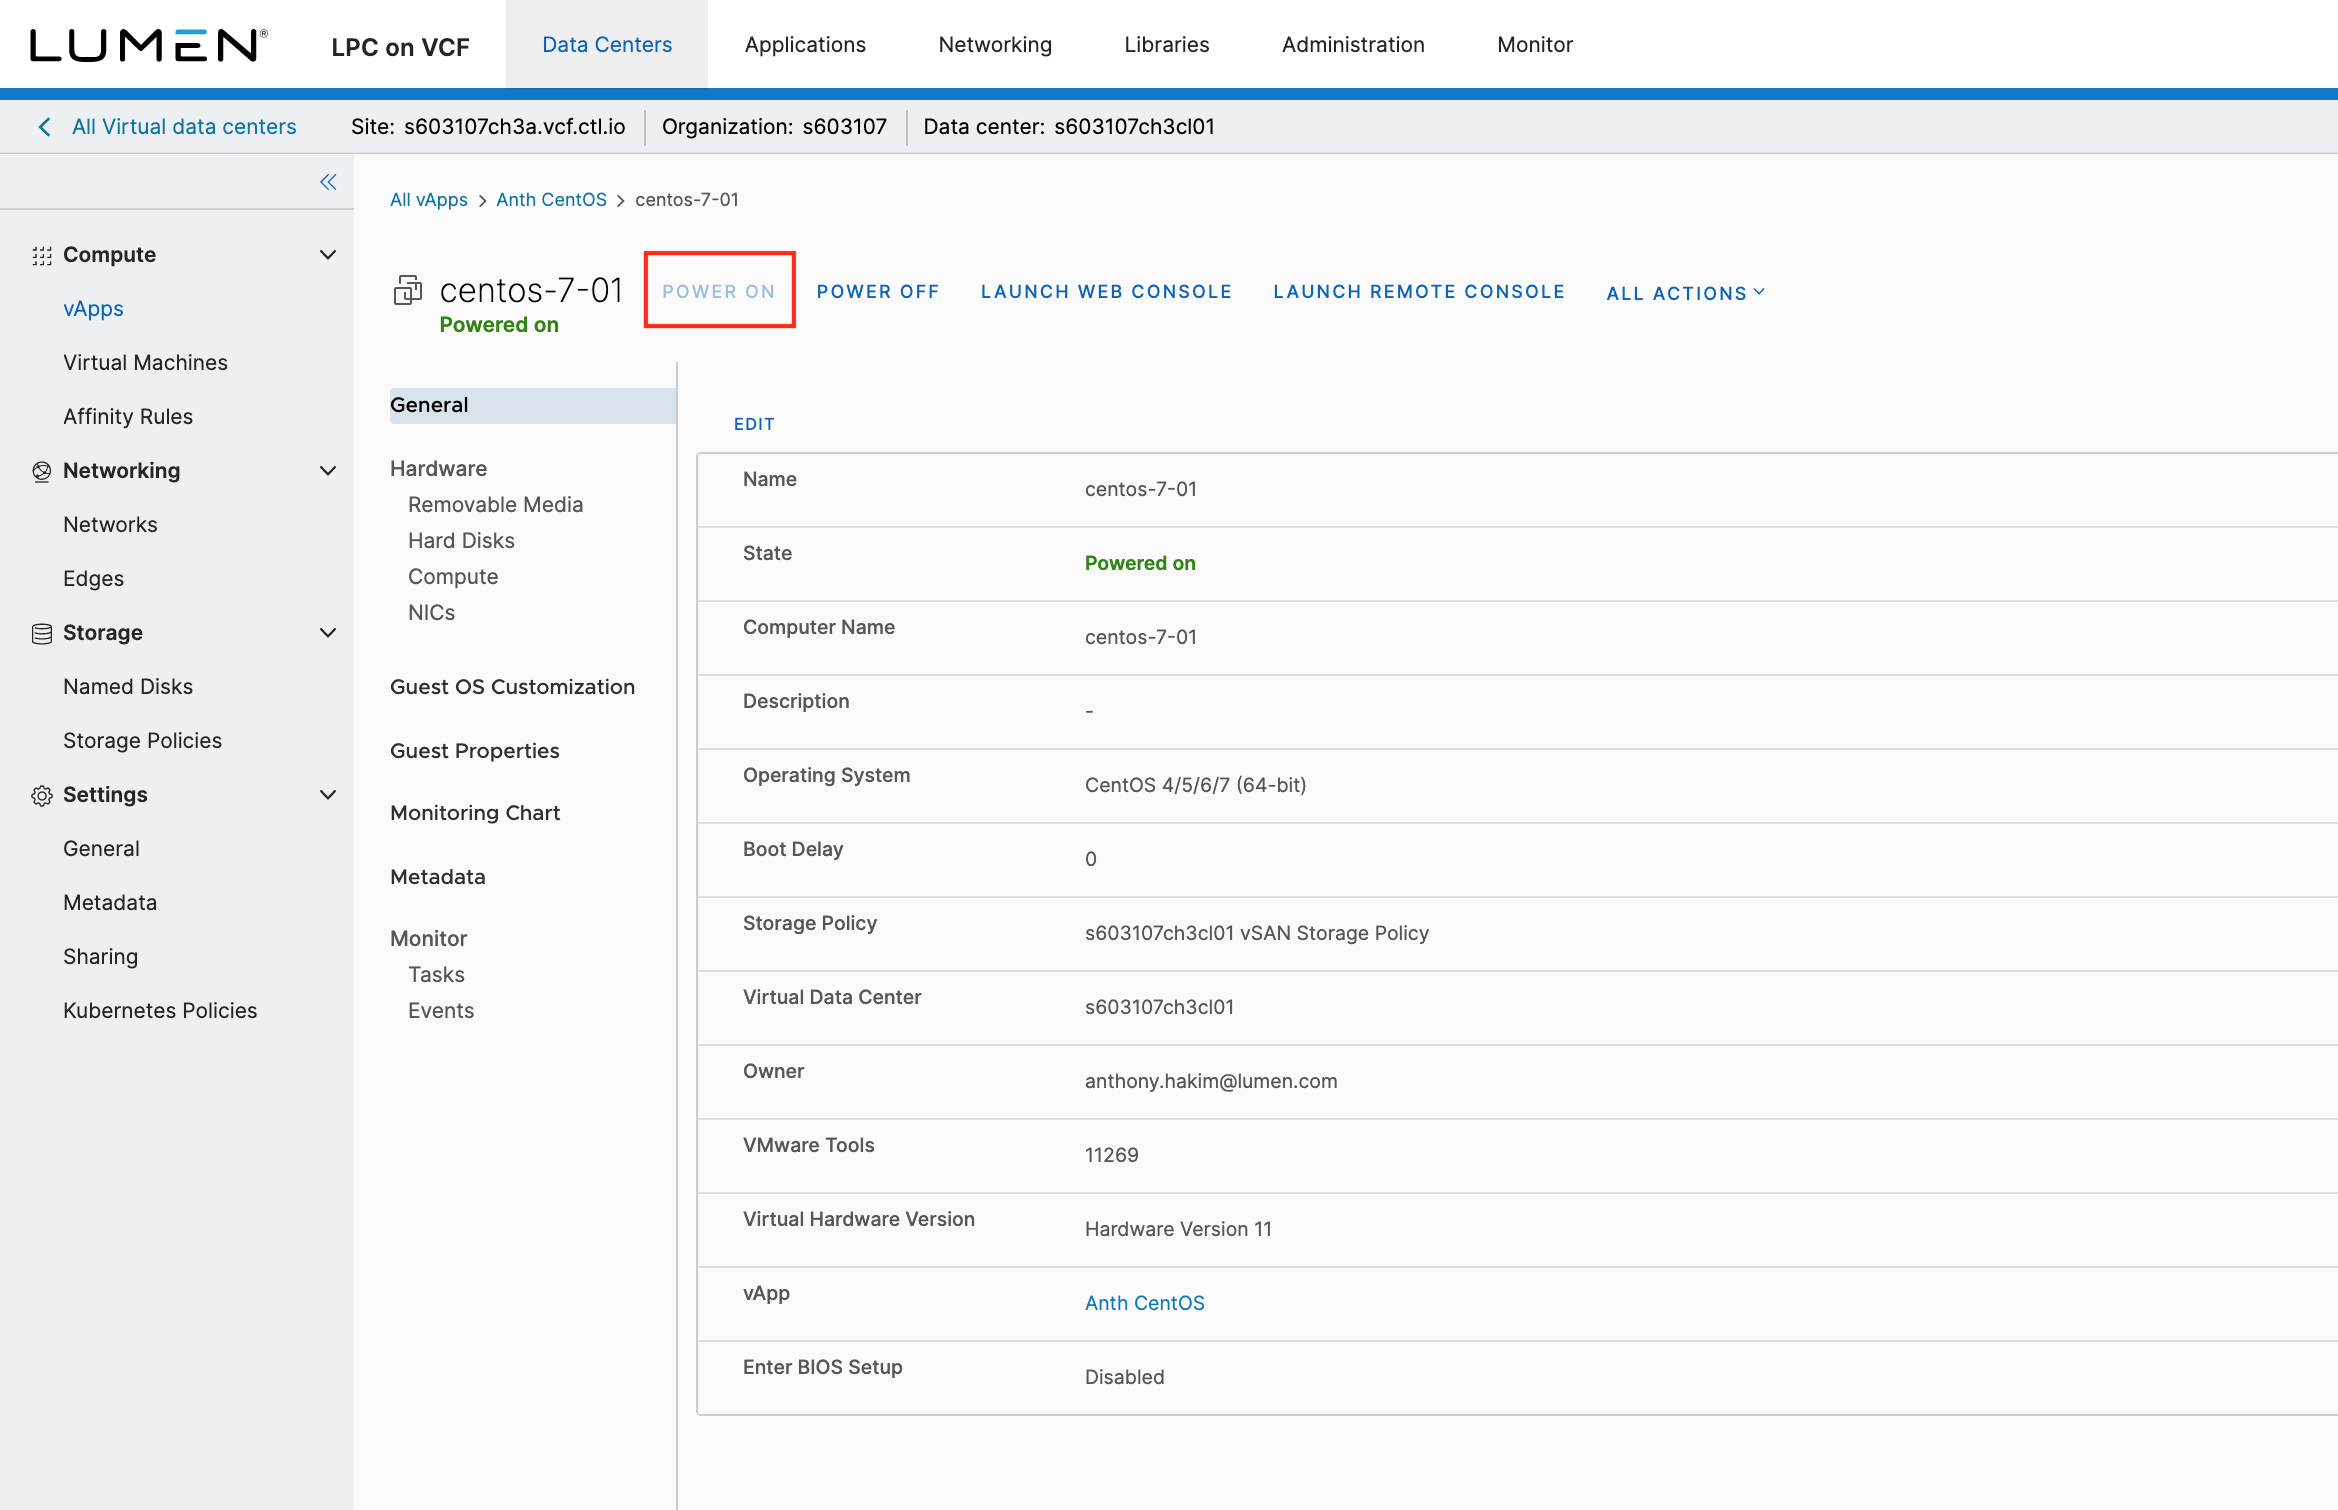 LUMEN®
LPC on VCF
Data Centers
Applications
Networking
Libraries
Administration
Monitor
All Virtual data centers
Site: s603107ch3a.vcf.ctl.io
Organization: s603107
Data center: s603107ch3cl01
All vApps > Anth CentOS > centos-7-01
centos-7-01
Powered on
POWER ON
POWER OFF
LAUNCH WEB CONSOLE
LAUNCH REMOTE CONSOLE
ALL ACTIONS
Compute
vApps
Virtual Machines
Affinity Rules
Networking
Networks
Edges
Storage
Named Disks
Storage Policies
Settings
General
Metadata
Sharing
Kubernetes Policies
General
Hardware
Removable Media
Hard Disks
Compute
NICs
Guest OS Customization
Guest Properties
Monitoring Chart
Metadata
Monitor
Tasks
Events
EDIT
Name
centos-7-01
State
Powered on
Computer Name
centos-7-01
Description
-
Operating System
CentOS 4/5/6/7 (64-bit)
Boot Delay
0
Storage Policy
s603107ch3cl01 vSAN Storage Policy
Virtual Data Center
s603107ch3cl01
Owner
anthony.hakim@lumen.com
VMware Tools
11269
Virtual Hardware Version
Hardware Version 11
vApp
Anth CentOS
Enter BIOS Setup
Disabled